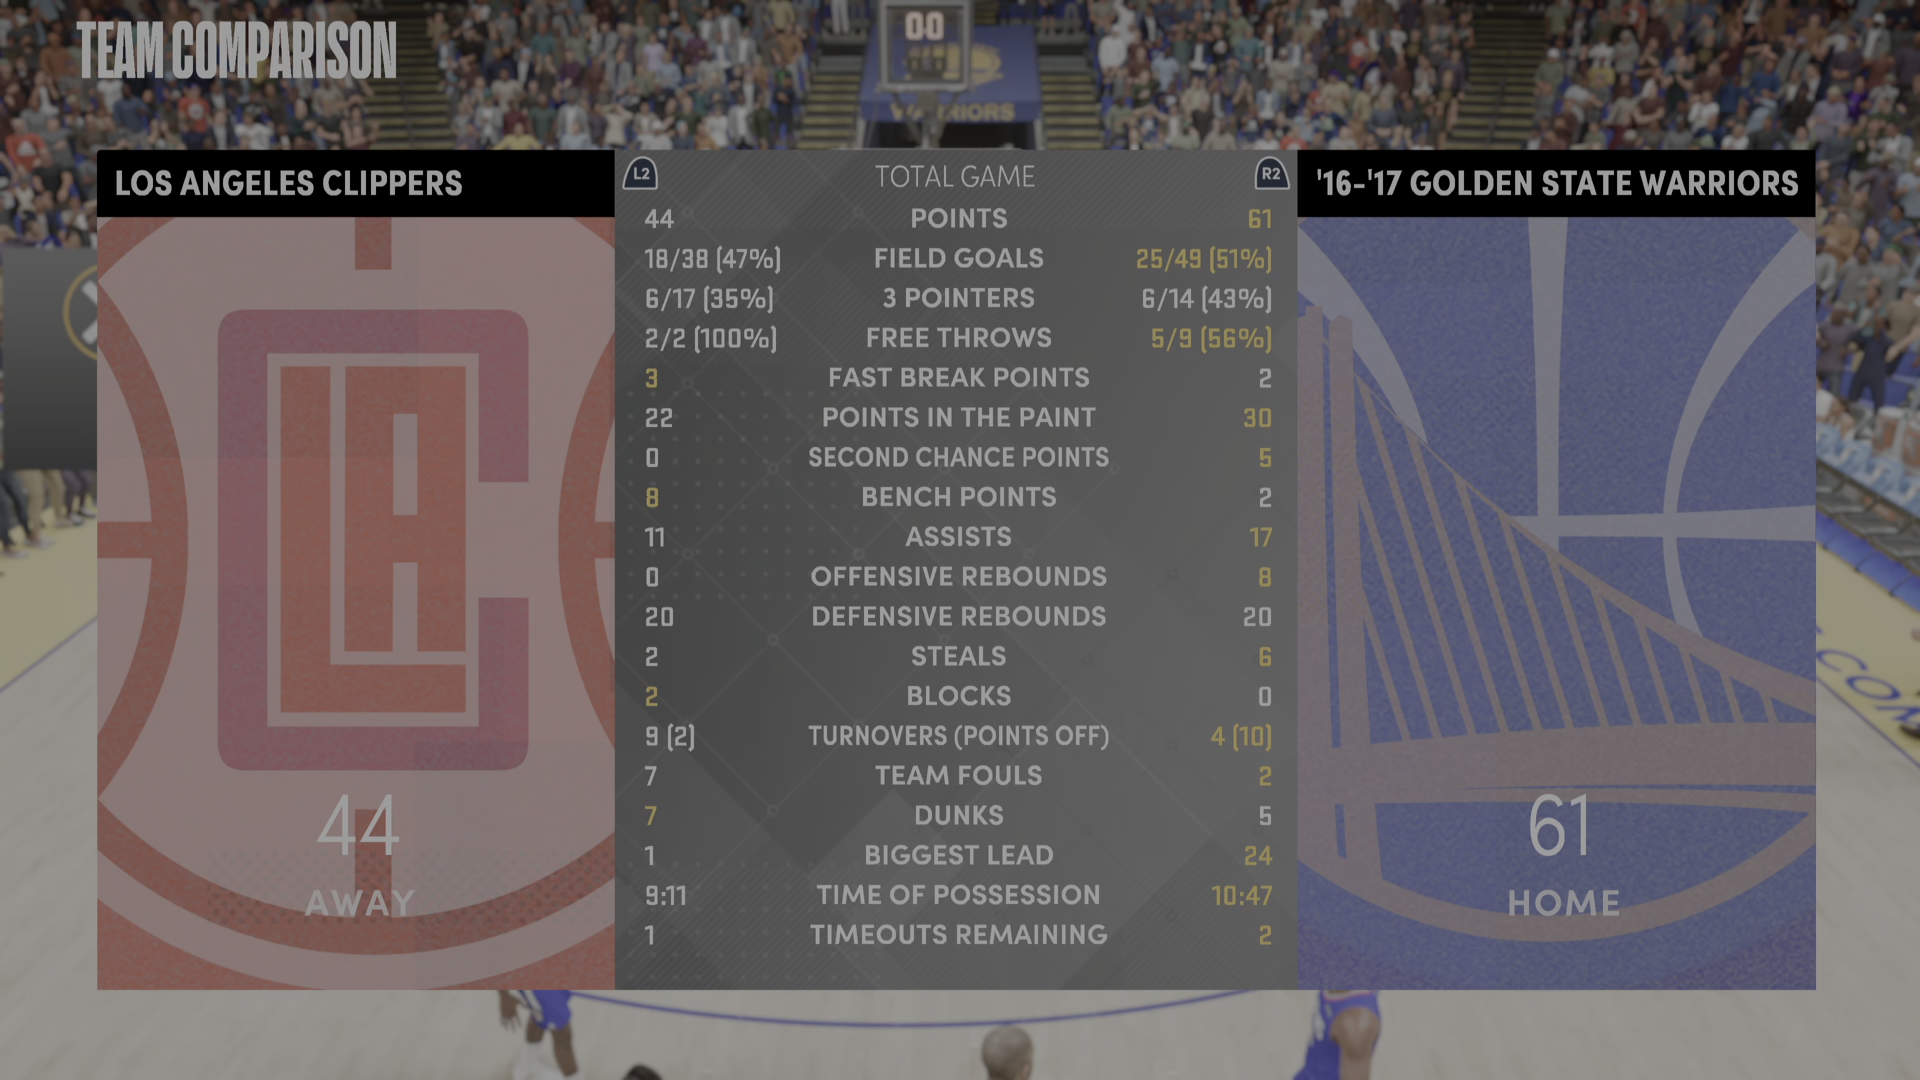 TEAM COMPARISON
00
WARRIORS
LOS ANGELES CLIPPERS
L2 TOTAL GAME R2
'16-'17 GOLDEN STATE WARRIORS
44 POINTS 61
18/38 (47%) FIELD GOALS 25/49 (51%)
6/17 (35%) 3 POINTERS 6/14 (43%)
2/2 (100%) FREE THROWS 5/9 (56%)
3 FAST BREAK POINTS 2
22 POINTS IN THE PAINT 30
0 SECOND CHANCE POINTS 5
8 BENCH POINTS 2
11 ASSISTS 17
0 OFFENSIVE REBOUNDS 8
20 DEFENSIVE REBOUNDS 20
2 STEALS 6
2 BLOCKS 0
9 (2) TURNOVERS (POINTS OFF) 4 (10)
7 TEAM FOULS 2
7 DUNKS 5
1 BIGGEST LEAD 24
9:11 TIME OF POSSESSION 10:47
1 TIMEOUTS REMAINING 2
LAC
44
AWAY
61
HOME